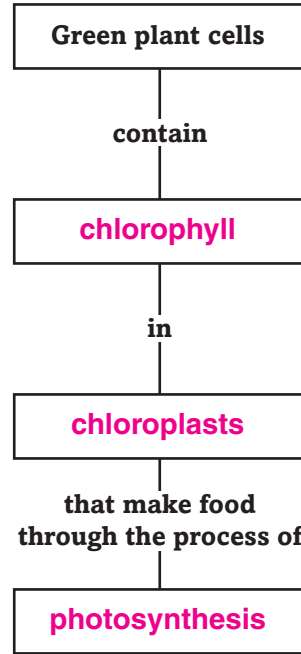 Green plant cells
contain
chlorophyll
in
chloroplasts
that make food
through the process of
photosynthesis